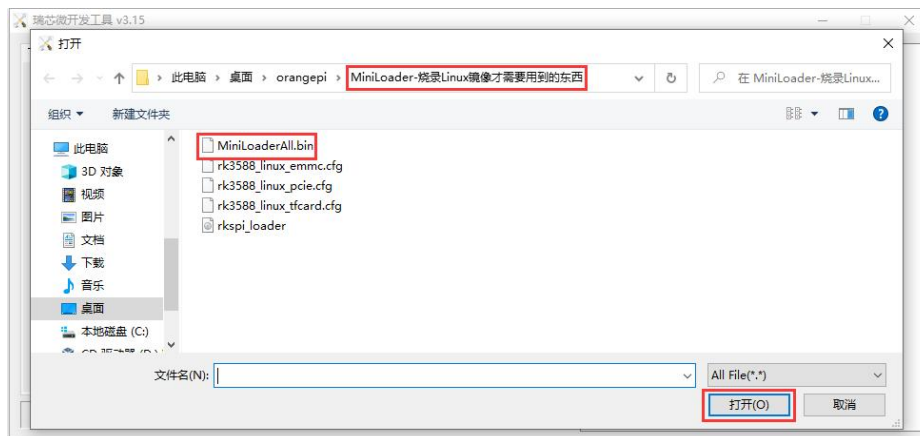 瑞芯微开发工具 v3.15
打开
此电脑 › 桌面 › orangepi › MiniLoader-烧录Linux镜像才需要用到的东西
在 MiniLoader-烧录Linux...
组织 新建文件夹
此电脑
3D 对象
视频
图片
文档
下载
音乐
桌面
本地磁盘 (C:)
MiniLoaderAll.bin
rk3588_linux_emmc.cfg
rk3588_linux_pcie.cfg
rk3588_linux_tfcard.cfg
rkspi_loader
文件名(N):
All File(*.*)
打开(O) 取消